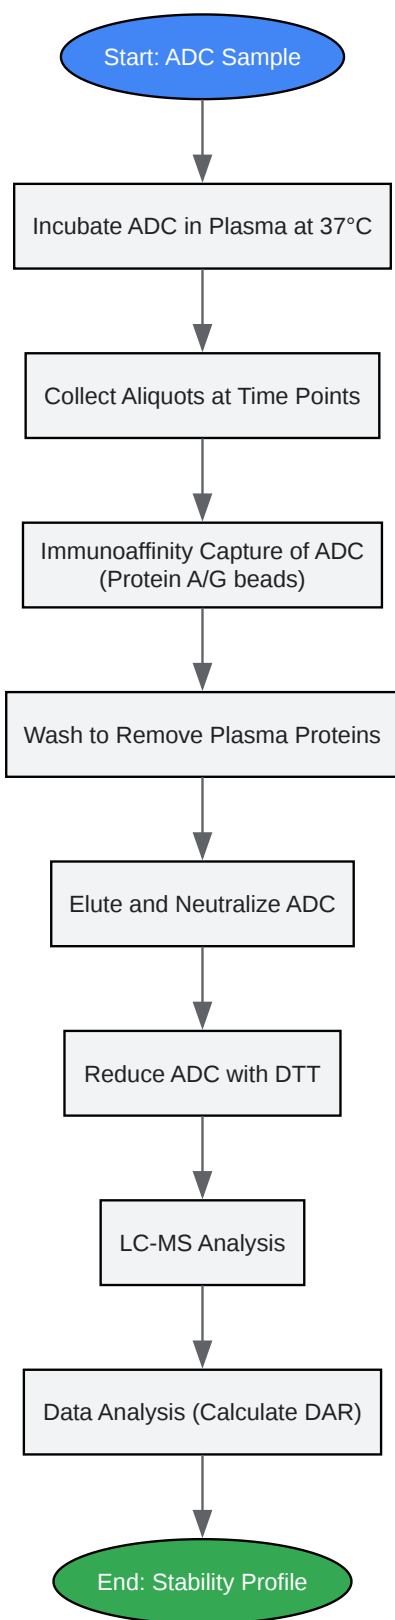 Start: ADC Sample
Incubate ADC in Plasma at 37°C
Collect Aliquots at Time Points
Immunoaffinity Capture of ADC
(Protein A/G beads)
Wash to Remove Plasma Proteins
Elute and Neutralize ADC
Reduce ADC with DTT
LC-MS Analysis
Data Analysis (Calculate DAR)
End: Stability Profile